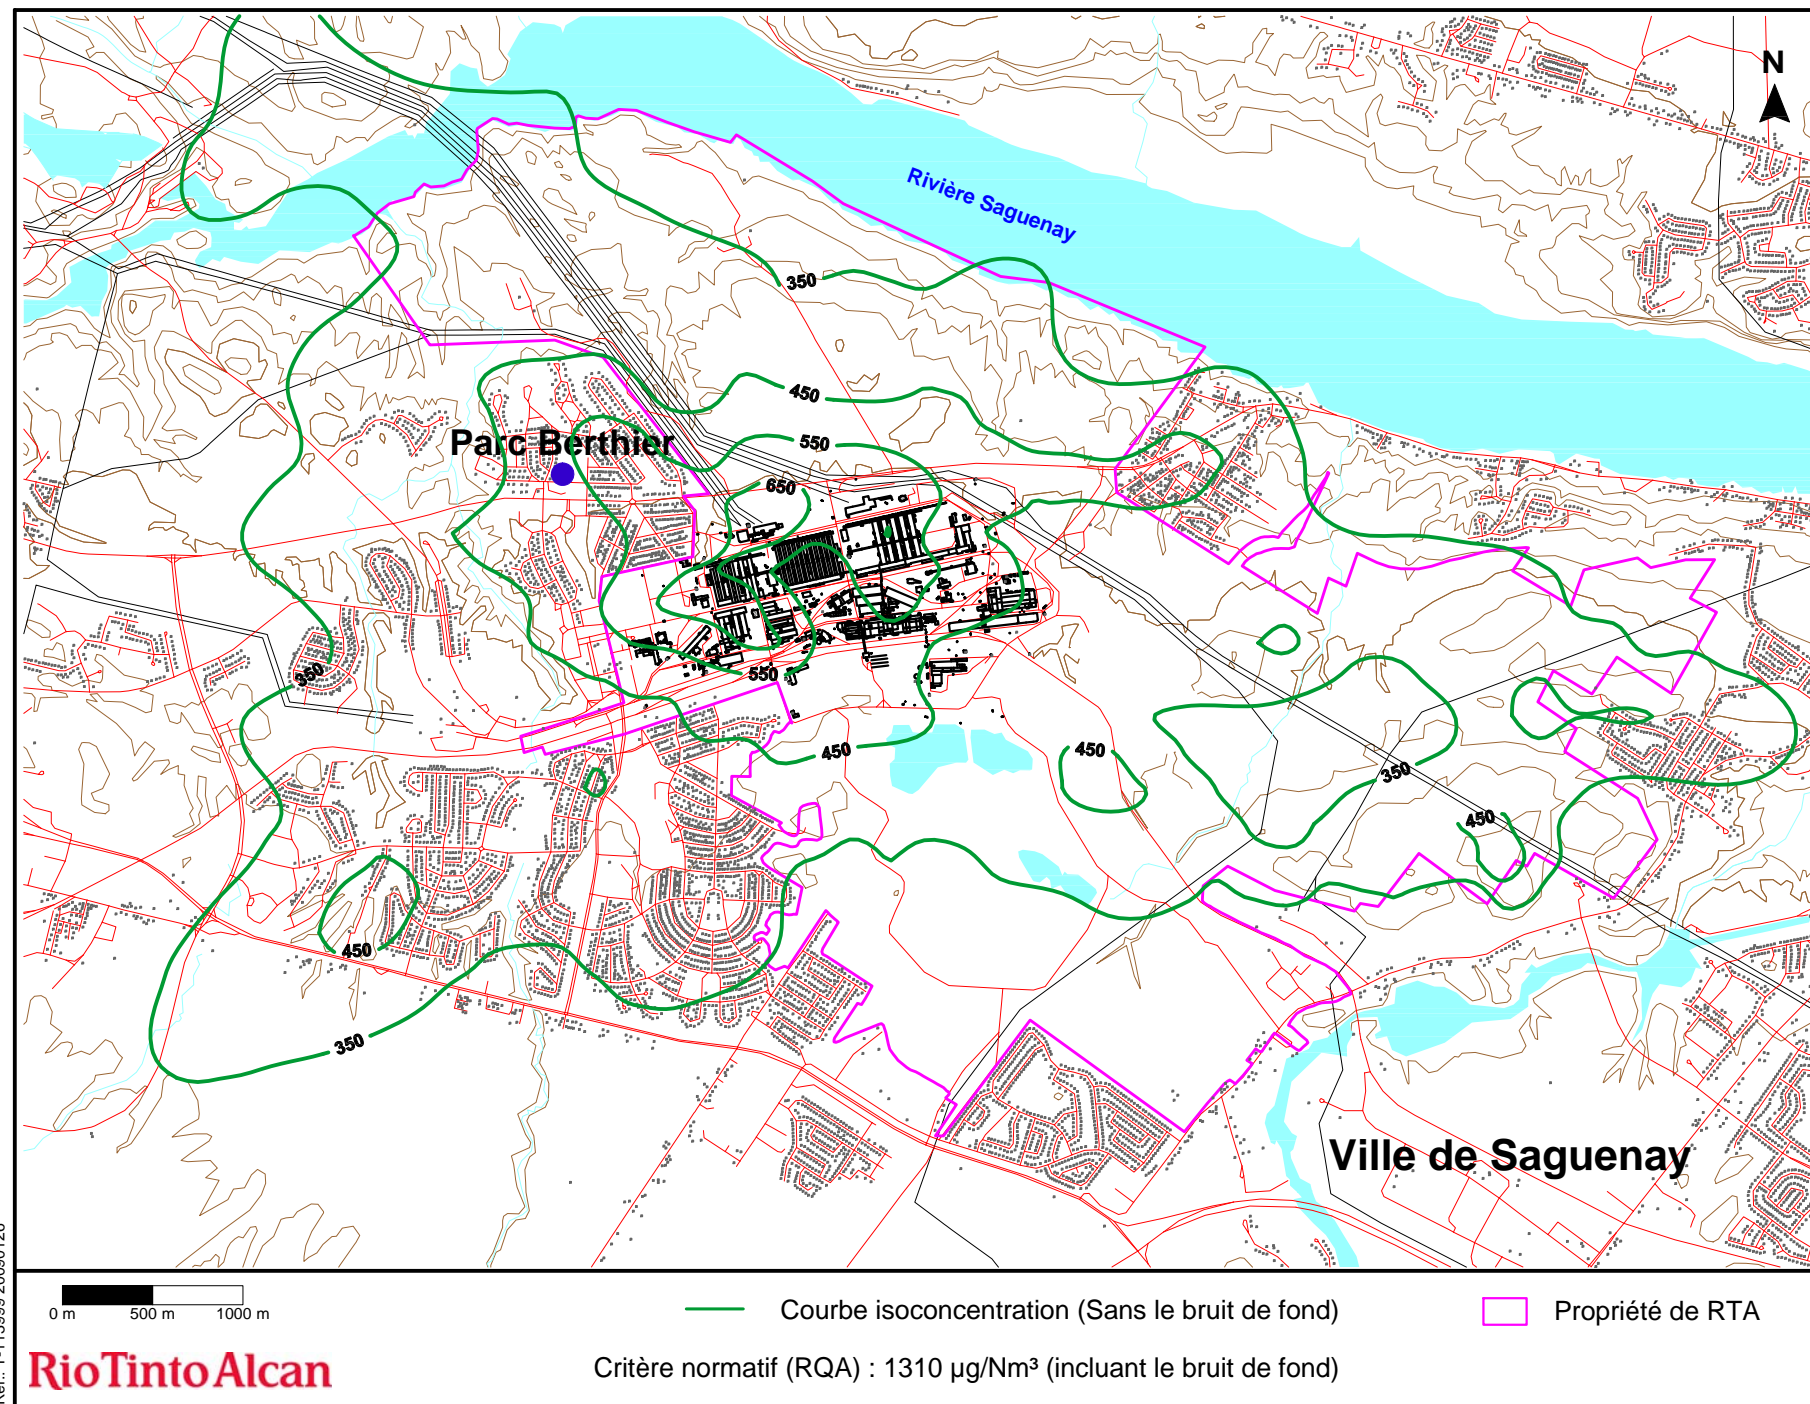 N
Rivière Saguenay
350
450
Parc Berthier
550
650
350
550
450
450
350
450
450
350
Ville de Saguenay
0 m 500 m 1000 m
Courbe isoconcentration (Sans le bruit de fond)
Propriété de RTA
RioTinto Alcan
Critère normatif (RQA) : 1310 µg/Nm³ (incluant le bruit de fond)